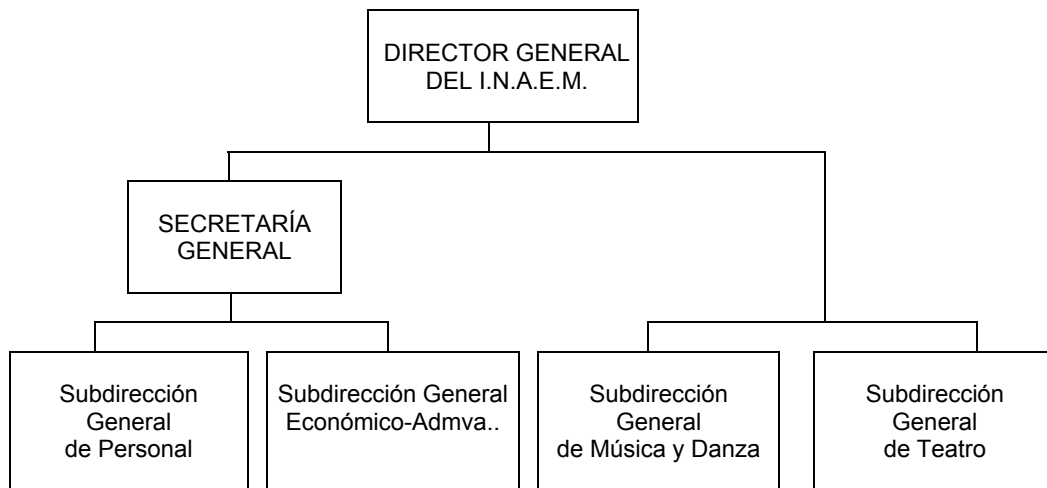 DIRECTOR GENERAL
DEL I.N.A.E.M.
SECRETARÍA
GENERAL
Subdirección
General
de Personal
Subdirección General
Económico-Admva..
Subdirección
General
de Música y Danza
Subdirección
General
de Teatro